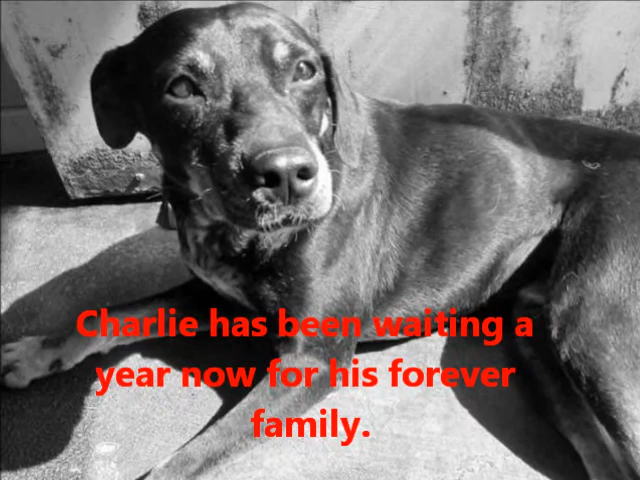 Charlie has been waiting a
year now for his forever
family.